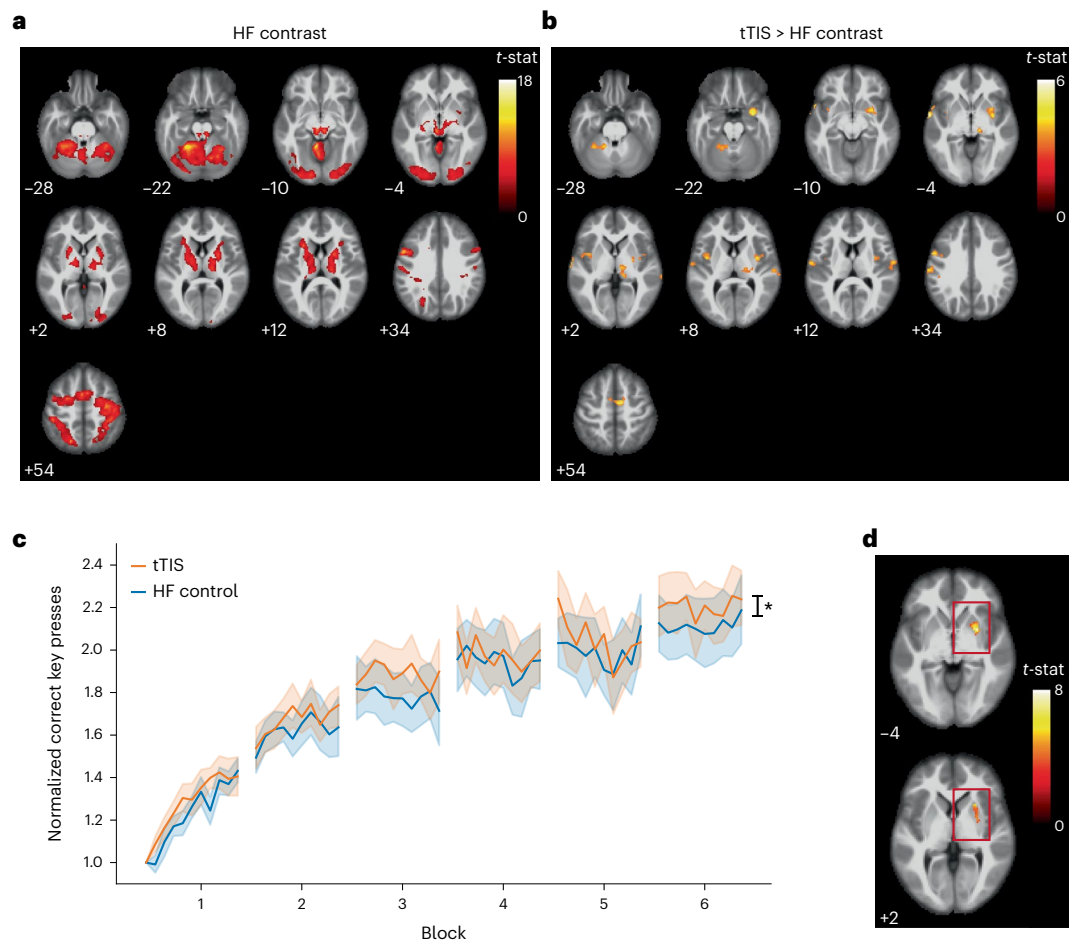 a
HF contrast
t-stat
18
0
−28
−22
−10
−4
+2
+8
+12
+34
+54
b
tTIS > HF contrast
t-stat
6
0
−28
−22
−10
−4
+2
+8
+12
+34
+54
c
tTIS
HF control
Normalized correct key presses
2.4
2.2
2.0
1.8
1.6
1.4
1.2
1.0
*
1 2 3 4 5 6
Block
d
t-stat
8
0
−4
+2